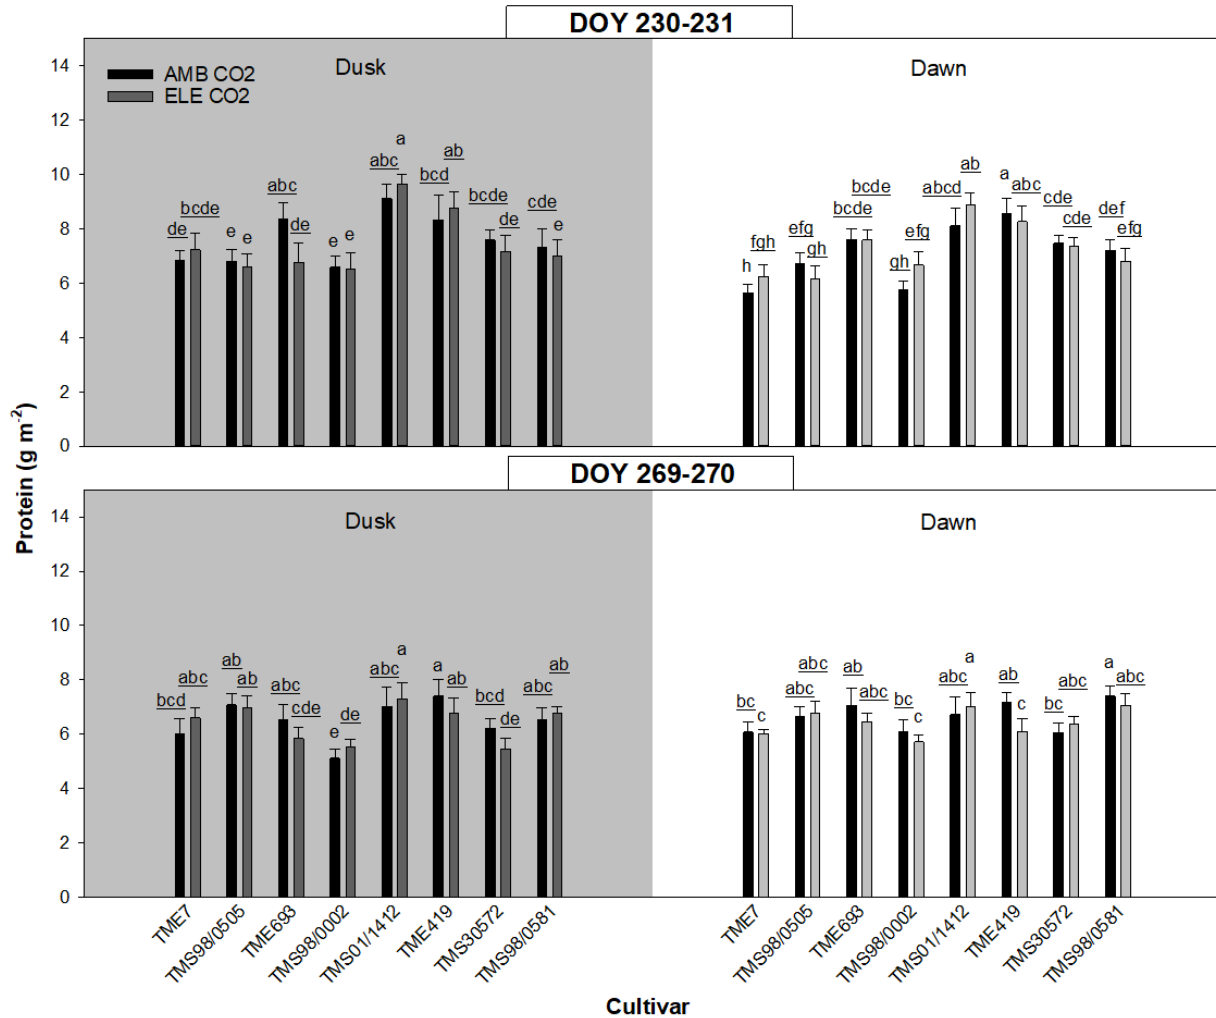 DOY 230-231
Dusk
Dawn
AMB CO2
ELE CO2
14
12
10
8
6
4
2
0
de
bcde
e
e
abc
de
e
e
abc
a
bcd
ab
bcde
de
cde
e
h
fgh
efg
gh
bcde
bcde
gh
efg
abcd
ab
a
abc
cde
cde
def
efg
Protein (g m-2)
DOY 269-270
Dusk
Dawn
14
12
10
8
6
4
2
0
bcd
abc
ab
ab
abc
cde
e
de
abc
a
a
ab
bcd
de
abc
ab
bc
c
abc
abc
ab
abc
bc
c
abc
a
ab
c
bc
abc
a
abc
TME7
TMS98/0505
TME693
TMS98/0002
TMS01/1412
TME419
TMS30572
TMS98/0581
TME7
TMS98/0505
TME693
TMS98/0002
TMS01/1412
TME419
TMS30572
TMS98/0581
Cultivar